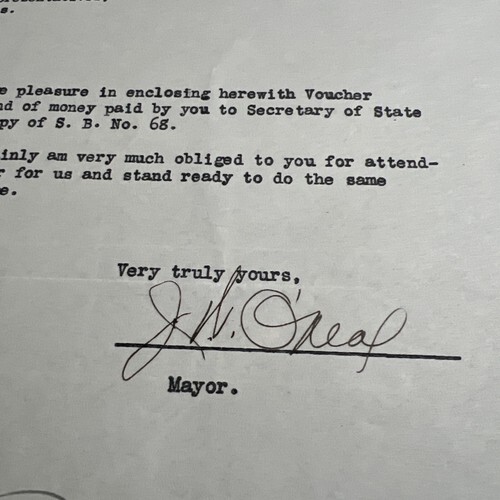 s.
e pleasure in enclosing herewith Voucher
nd of money paid by you to Secretary of State
py of S. B. No. 68.
inly am very much obliged to you for attend-
r for us and stand ready to do the same
e.
Very truly yours,
J. W. O'Neal
Mayor.